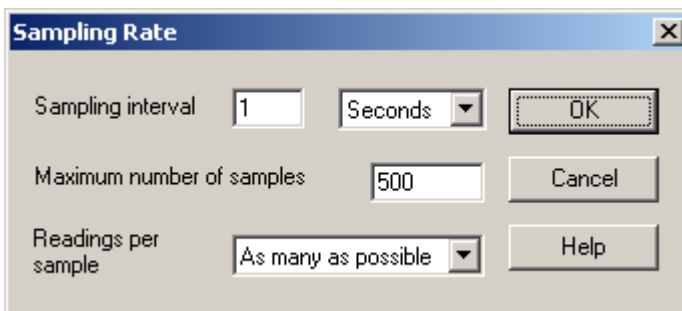 Sampling Rate
Sampling interval 1 Seconds OK
Maximum number of samples 500 Cancel
Readings per
sample As many as possible Help